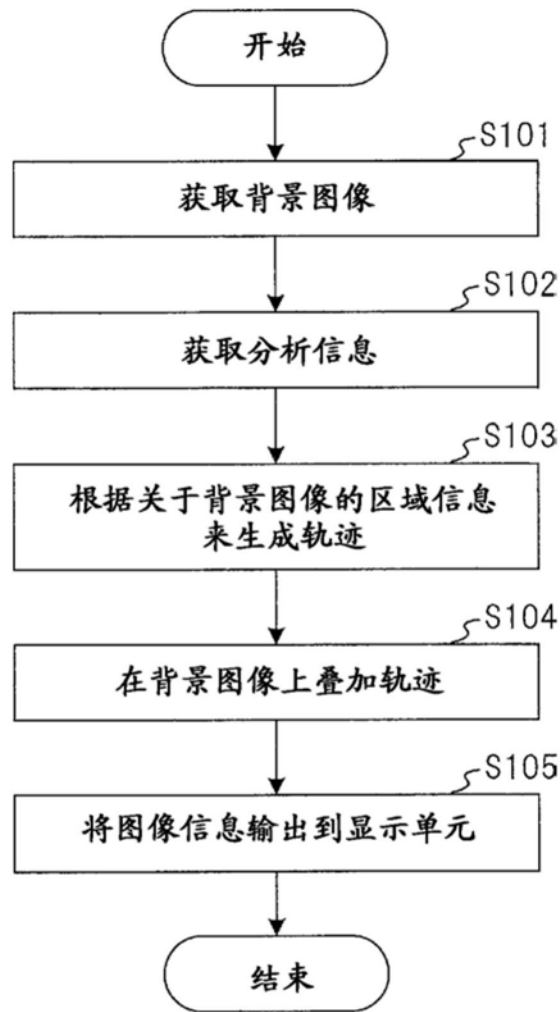 开始
S101
获取背景图像
S102
获取分析信息
S103
根据关于背景图像的区域信息
来生成轨迹
S104
在背景图像上叠加轨迹
S105
将图像信息输出到显示单元
结束